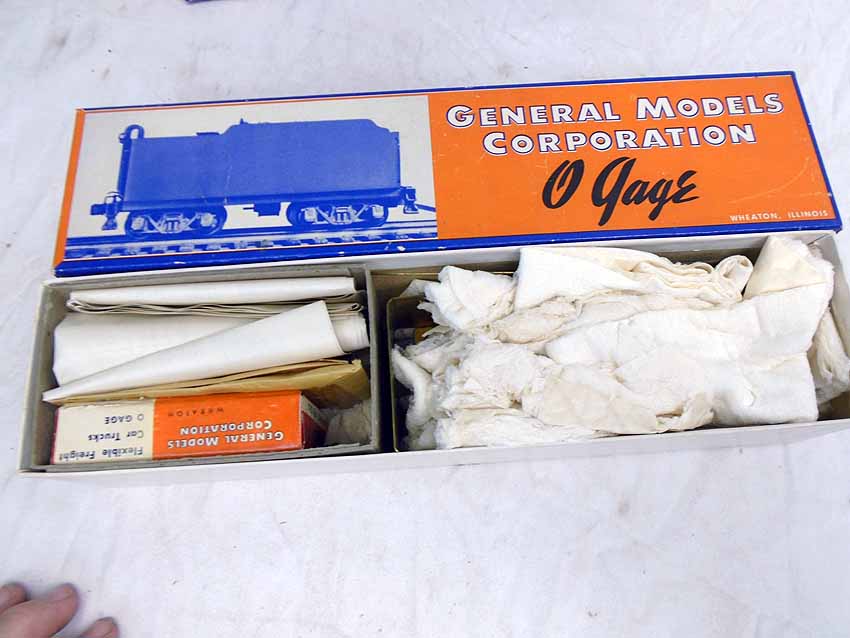 GENERAL MODELS
CORPORATION
O Gage
WHEATON, ILLINOIS
GENERAL MODELS
CORPORATION
WHEATON
Flexible Freight
Car Trucks
O GAGE